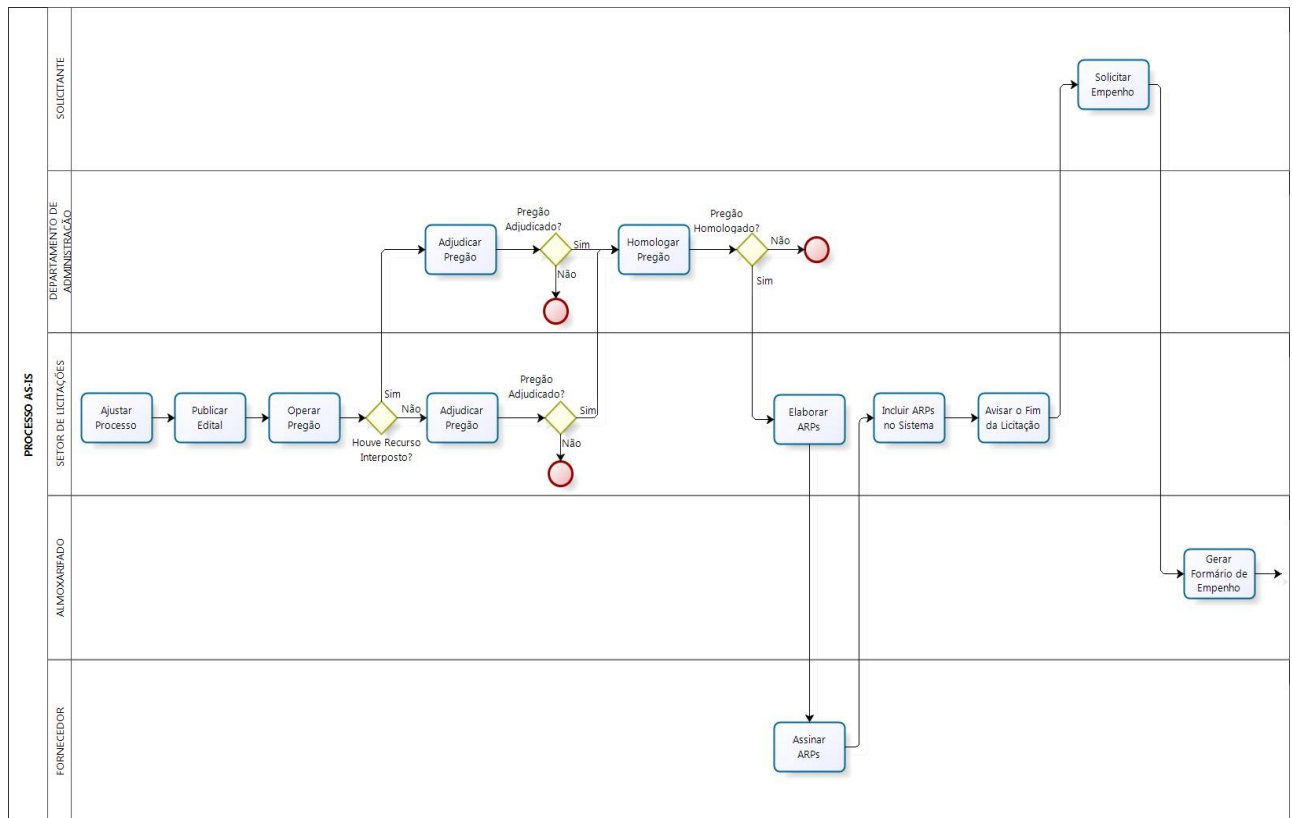 PROCESSO AS-IS
SOLICITANTE
Solicitar
Empenho
DEPARTAMENTO DE
ADMINISTRAÇÃO
Adjudicar
Pregão
Pregão
Adjudicado?
Sim
Não
Homologar
Pregão
Pregão
Homologado?
Não
Sim
SETOR DE LICITAÇÕES
Ajustar
Processo
Publicar
Edital
Operar
Pregão
Sim
Não
Houve Recurso
Interposto?
Adjudicar
Pregão
Pregão
Adjudicado?
Sim
Não
Elaborar
ARPs
Incluir ARPs
no Sistema
Avisar o Fim
da Licitação
ALMOXARIFADO
Gerar
Formário de
Empenho
FORNECEDOR
Assinar
ARPs